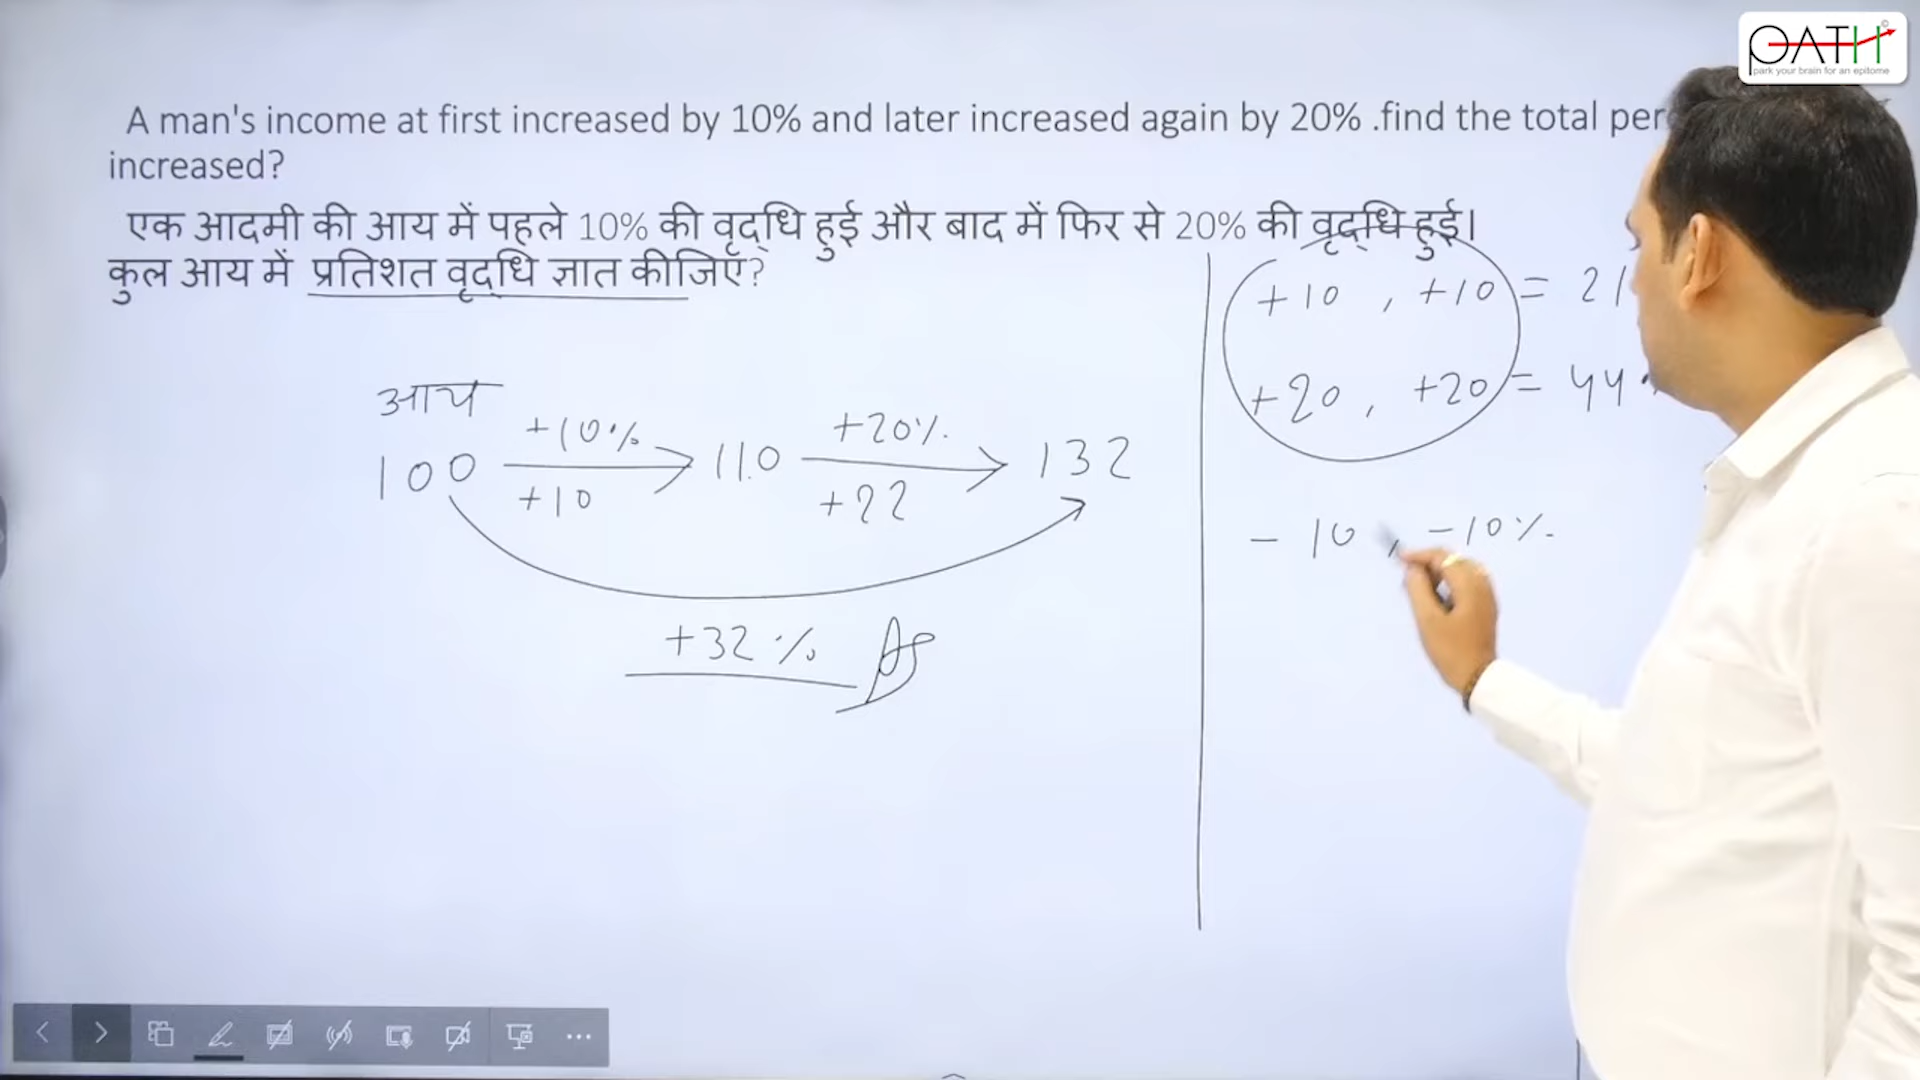 PATH
park your brain for an epitome
A man's income at first increased by 10% and later increased again by 20% .find the total per
increased?
एक आदमी की आय में पहले 10% की वृद्धि हुई और बाद में फिर से 20% की वृद्धि हुई।
कुल आय में प्रतिशत वृद्धि ज्ञात कीजिए?
आय
100 +10% +10 110 +20% +22 132
+32%
+10 , +10 = 21
+20 , +20 = 44
- 10 , -10%